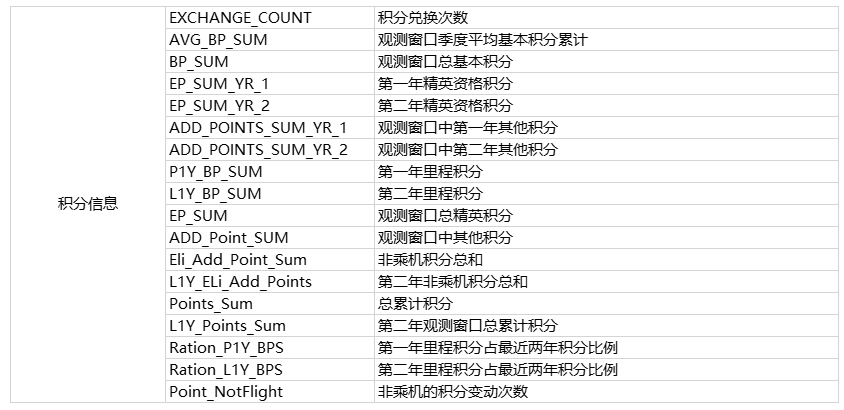 EXCHANGE_COUNT 积分兑换次数
AVG_BP_SUM 观测窗口季度平均基本积分累计
BP_SUM 观测窗口总基本积分
EP_SUM_YR_1 第一年精英资格积分
EP_SUM_YR_2 第二年精英资格积分
ADD_POINTS_SUM_YR_1 观测窗口中第一年其他积分
ADD_POINTS_SUM_YR_2 观测窗口中第二年其他积分
P1Y_BP_SUM 第一年里程积分
L1Y_BP_SUM 第二年里程积分
积分信息
EP_SUM 观测窗口总精英积分
ADD_Point_SUM 观测窗口中其他积分
Eli_Add_Point_Sum 非乘机积分总和
L1Y_ELi_Add_Points 第二年非乘机积分总和
Points_Sum 总累计积分
L1Y_Points_Sum 第二年观测窗口总累计积分
Ration_P1Y_BPS 第一年里程积分占最近两年积分比例
Ration_L1Y_BPS 第二年里程积分占最近两年积分比例
Point_NotFlight 非乘机的积分变动次数